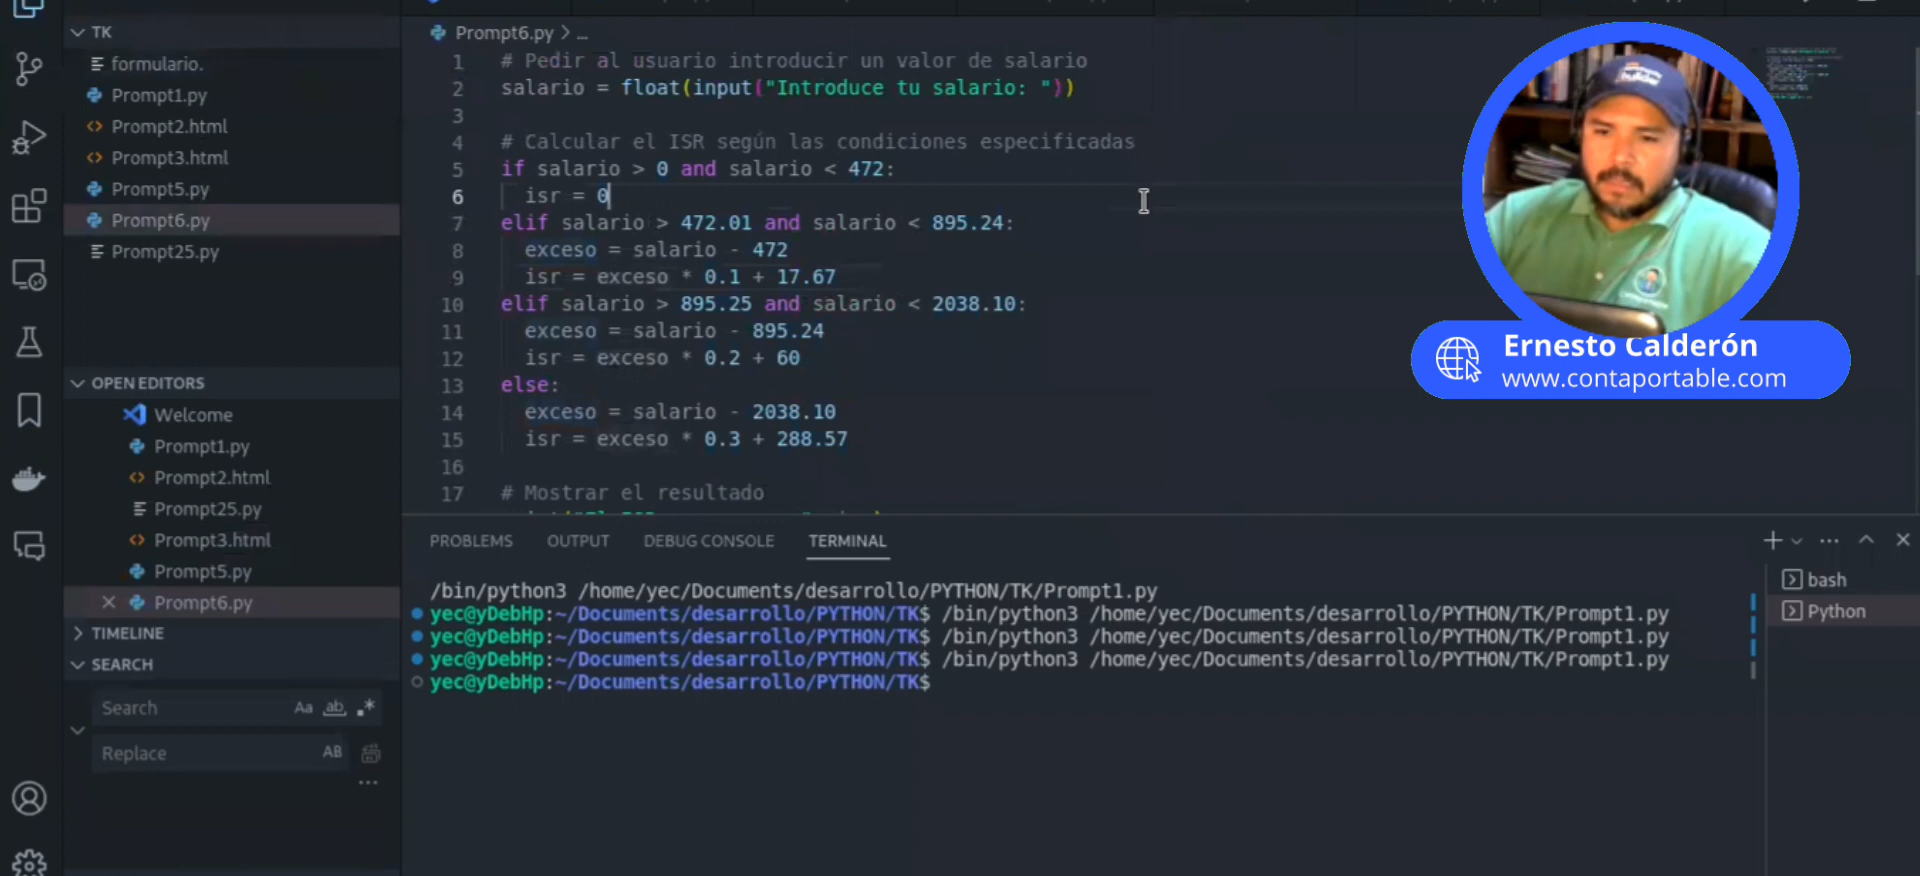 TK
formulario.
Prompt1.py
Prompt2.html
Prompt3.html
Prompt5.py
Prompt6.py
Prompt25.py
OPEN EDITORS
Welcome
Prompt1.py
Prompt2.html
Prompt25.py
Prompt3.html
Prompt5.py
Prompt6.py
TIMELINE
SEARCH
Search
Aa ab .*
Replace
AB
Prompt6.py > ...
1 # Pedir al usuario introducir un valor de salario
2 salario = float(input("Introduce tu salario: "))
3
4 # Calcular el ISR según las condiciones especificadas
5 if salario > 0 and salario < 472:
6 isr = 0
7 elif salario > 472.01 and salario < 895.24:
8 exceso = salario - 472
9 isr = exceso * 0.1 + 17.67
10 elif salario > 895.25 and salario < 2038.10:
11 exceso = salario - 895.24
12 isr = exceso * 0.2 + 60
13 else:
14 exceso = salario - 2038.10
15 isr = exceso * 0.3 + 288.57
16
17 # Mostrar el resultado
Ernesto Calderón
www.contaportable.com
PROBLEMS OUTPUT DEBUG CONSOLE TERMINAL
/bin/python3 /home/yec/Documents/desarrollo/PYTHON/TK/Prompt1.py
yec@yDebHp:~/Documents/desarrollo/PYTHON/TK$ /bin/python3 /home/yec/Documents/desarrollo/PYTHON/TK/Prompt1.py
yec@yDebHp:~/Documents/desarrollo/PYTHON/TK$ /bin/python3 /home/yec/Documents/desarrollo/PYTHON/TK/Prompt1.py
yec@yDebHp:~/Documents/desarrollo/PYTHON/TK$ /bin/python3 /home/yec/Documents/desarrollo/PYTHON/TK/Prompt1.py
yec@yDebHp:~/Documents/desarrollo/PYTHON/TK$
bash
Python